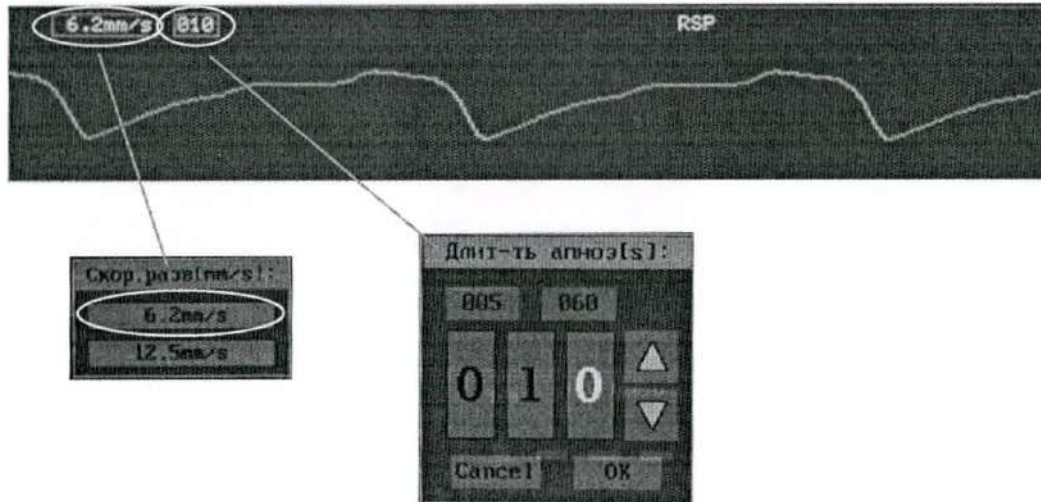 6.2mm/s 010 RSP
Скор.разв[mm/s]:
6.2mm/s
12.5mm/s
Длит-ть апноэ[s]:
005 060
0 1 0
Cancel OK